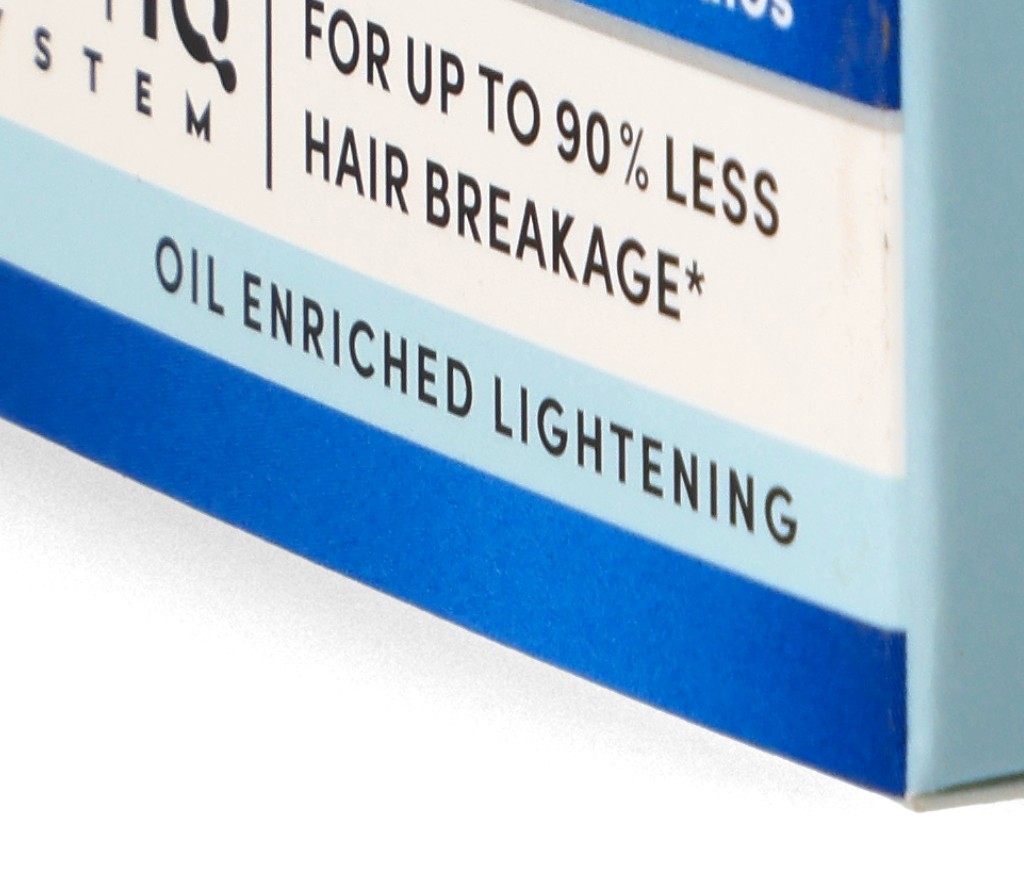 FOR UP TO 90% LESS
HAIR BREAKAGE*
OIL ENRICHED LIGHTENING